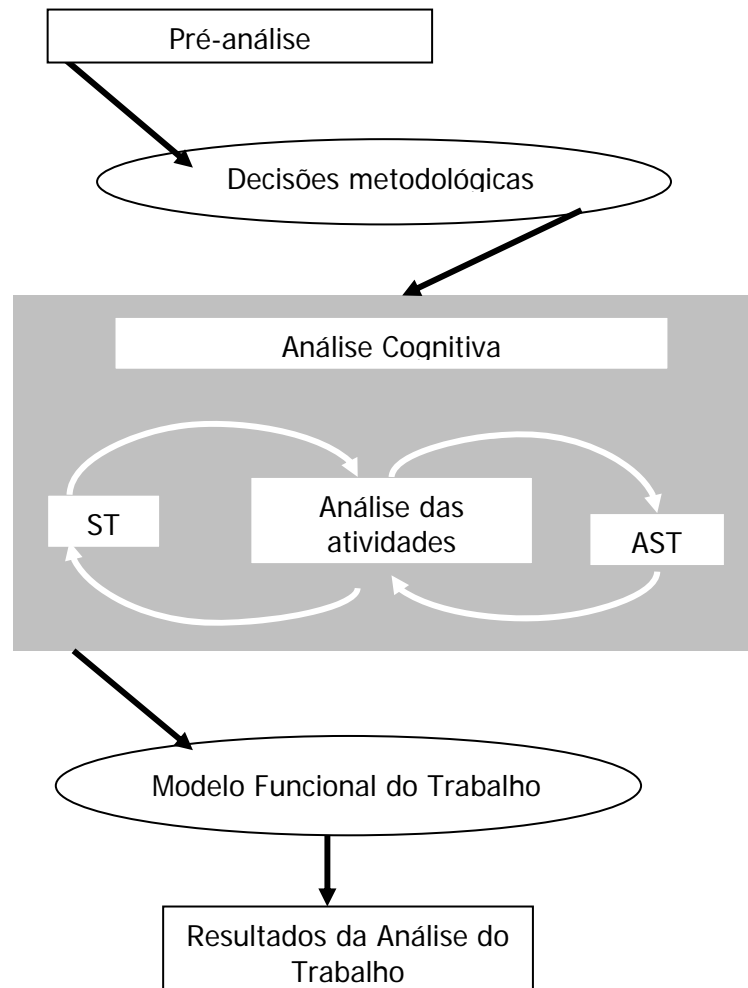 Pré-análise
Decisões metodológicas
Análise Cognitiva
ST
Análise das
atividades
AST
Modelo Funcional do Trabalho
Resultados da Análise do
Trabalho